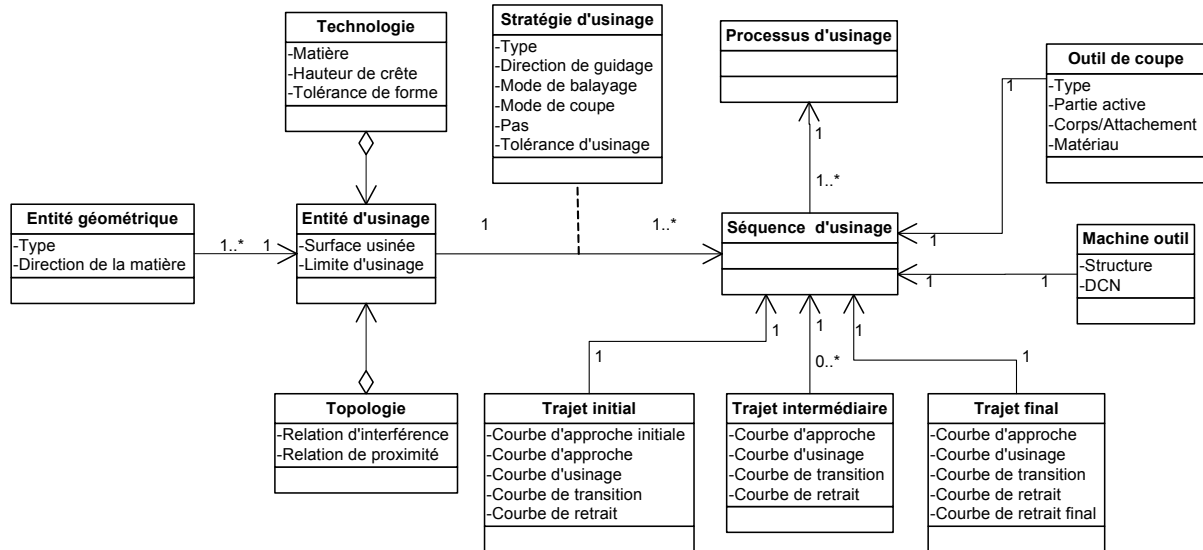 Technologie
-Matière
-Hauteur de crête
-Tolérance de forme
Stratégie d'usinage
-Type
-Direction de guidage
-Mode de balayage
-Mode de coupe
-Pas
-Tolérance d'usinage
Processus d'usinage
Outil de coupe
-Type
-Partie active
-Corps/Attachement
-Matériau
1
1
1
1..*
Entité géométrique
-Type
-Direction de la matière
1..*
1
Entité d'usinage
-Surface usinée
-Limite d'usinage
1
1..*
Séquence d'usinage
Machine outil
-Structure
-DCN
1
1
1
1
1
1
0..*
1
Topologie
-Relation d'interférence
-Relation de proximité
Trajet initial
-Courbe d'approche initiale
-Courbe d'approche
-Courbe d'usinage
-Courbe de transition
-Courbe de retrait
Trajet intermédiaire
-Courbe d'approche
-Courbe d'usinage
-Courbe de transition
-Courbe de retrait
Trajet final
-Courbe d'approche
-Courbe d'usinage
-Courbe de transition
-Courbe de retrait
-Courbe de retrait final